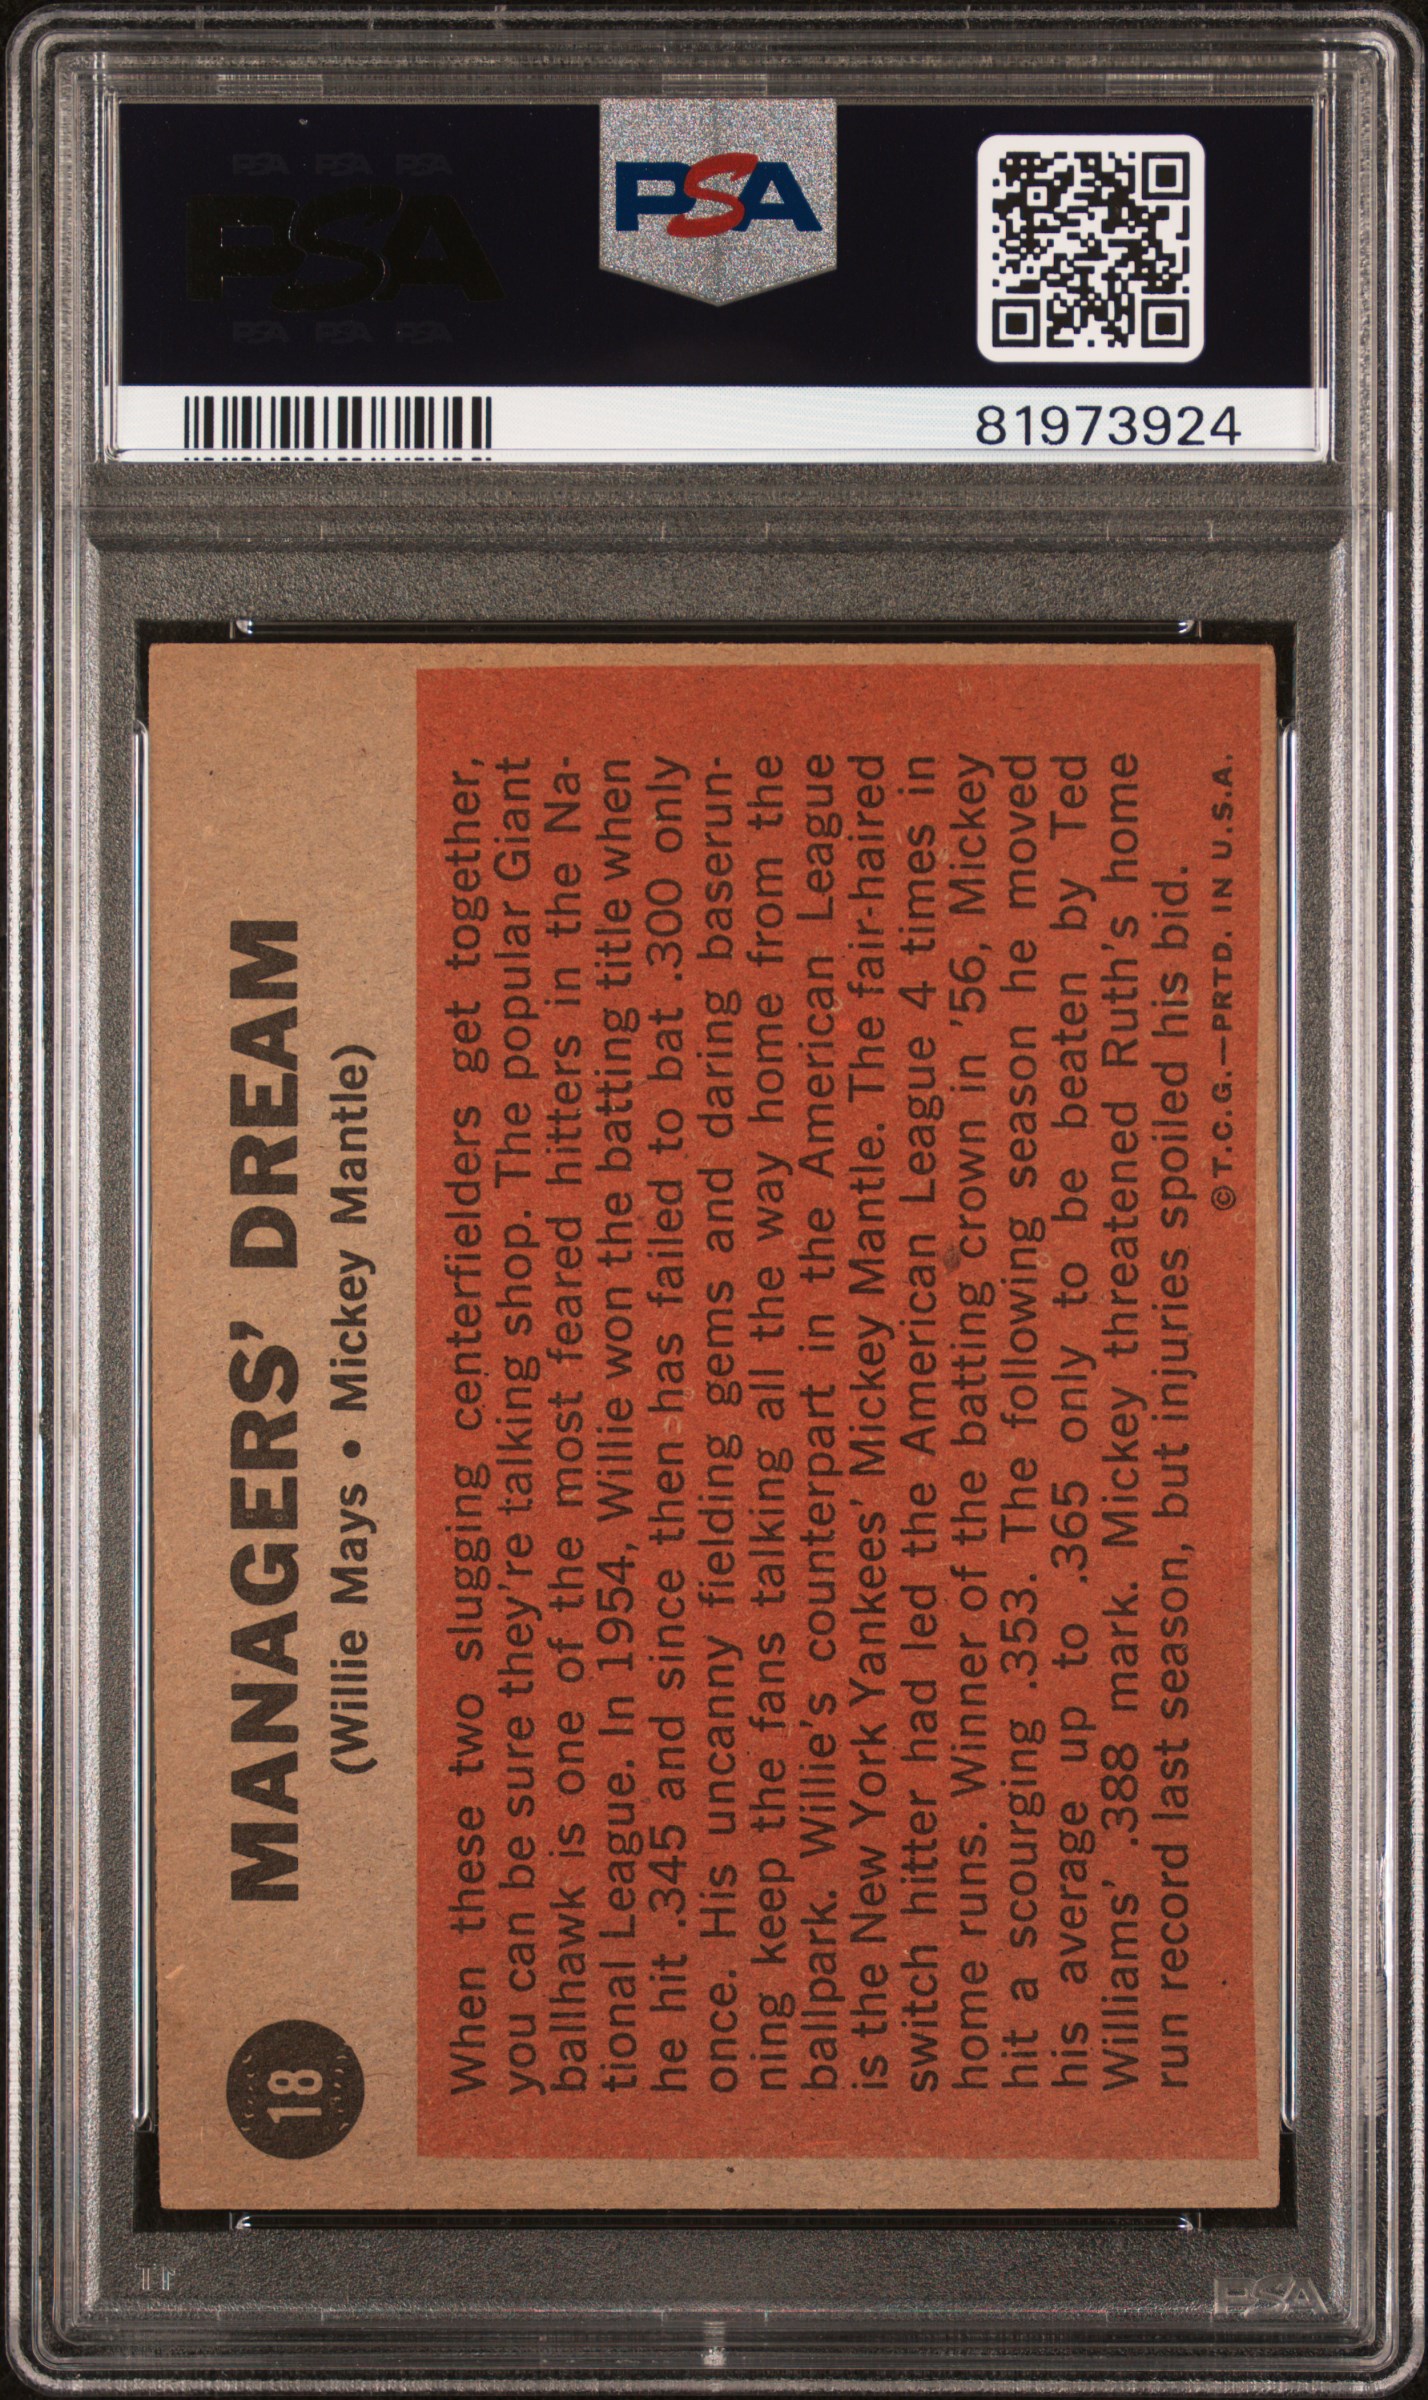 PSA PSA PSA
PSA
PSA PSA PSA
PSA
81973924
18
MANAGERS' DREAM
(Willie Mays • Mickey Mantle)
When these two slugging centerfielders get together,
you can be sure they're talking shop. The popular Giant
ballhawk is one of the most feared hitters in the Na-
tional League. In 1954, Willie won the batting title when
he hit .345 and since then has failed to bat .300 only
once. His uncanny fielding gems and daring baserun-
ning keep the fans talking all the way home from the
ballpark. Willie's counterpart in the American League
is the New York Yankees' Mickey Mantle. The fair-haired
switch hitter had led the American League 4 times in
home runs. Winner of the batting crown in '56, Mickey
hit a scourging .353. The following season he moved
his average up to .365 only to be beaten by Ted
Williams' .388 mark. Mickey threatened Ruth's home
run record last season, but injuries spoiled his bid.
©T.C.G.—PRTD. IN U.S.A.
PSA